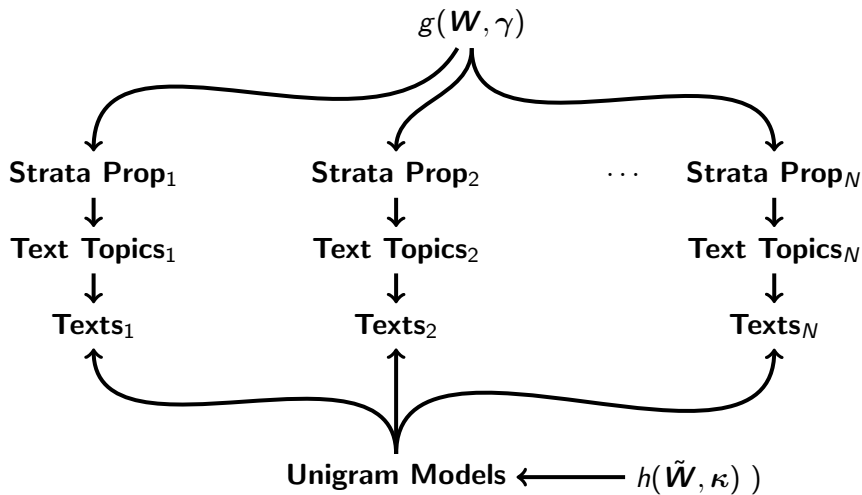 g(W, γ)
Strata Prop₁ Strata Prop₂ ⋯ Strata Prop_N
Text Topics₁ Text Topics₂ Text Topics_N
Texts₁ Texts₂ Texts_N
Unigram Models h(W̃, κ) )